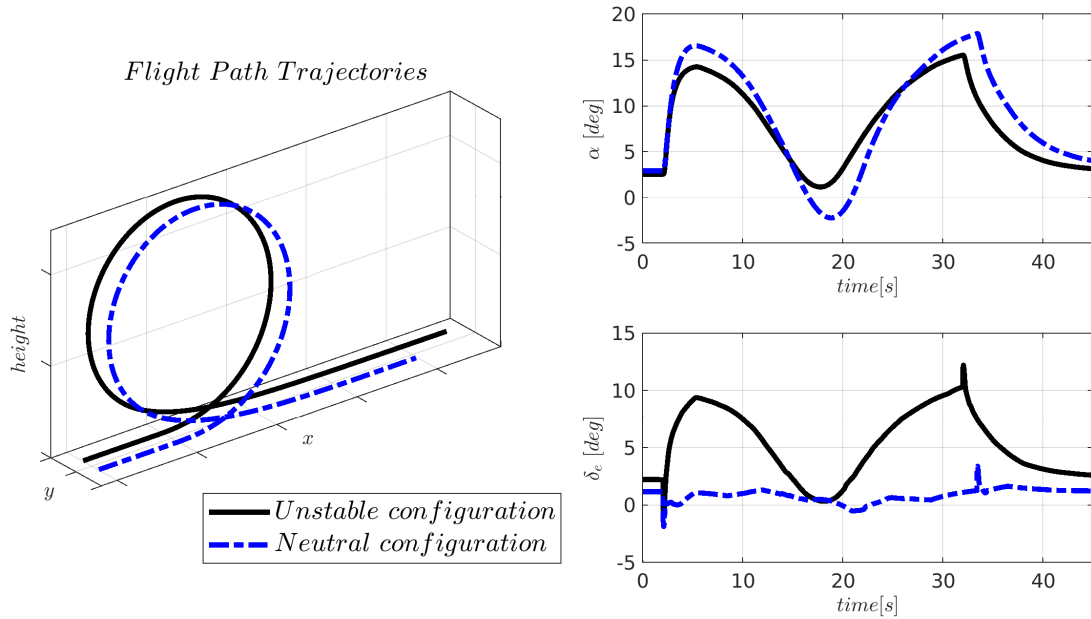 Flight Path Trajectories
height
y
x
Unstable configuration
Neutral configuration
20
15
10
5
0
-5
α [deg]
0 10 20 30 40
time[s]
15
10
5
0
-5
δe [deg]
0 10 20 30 40
time[s]